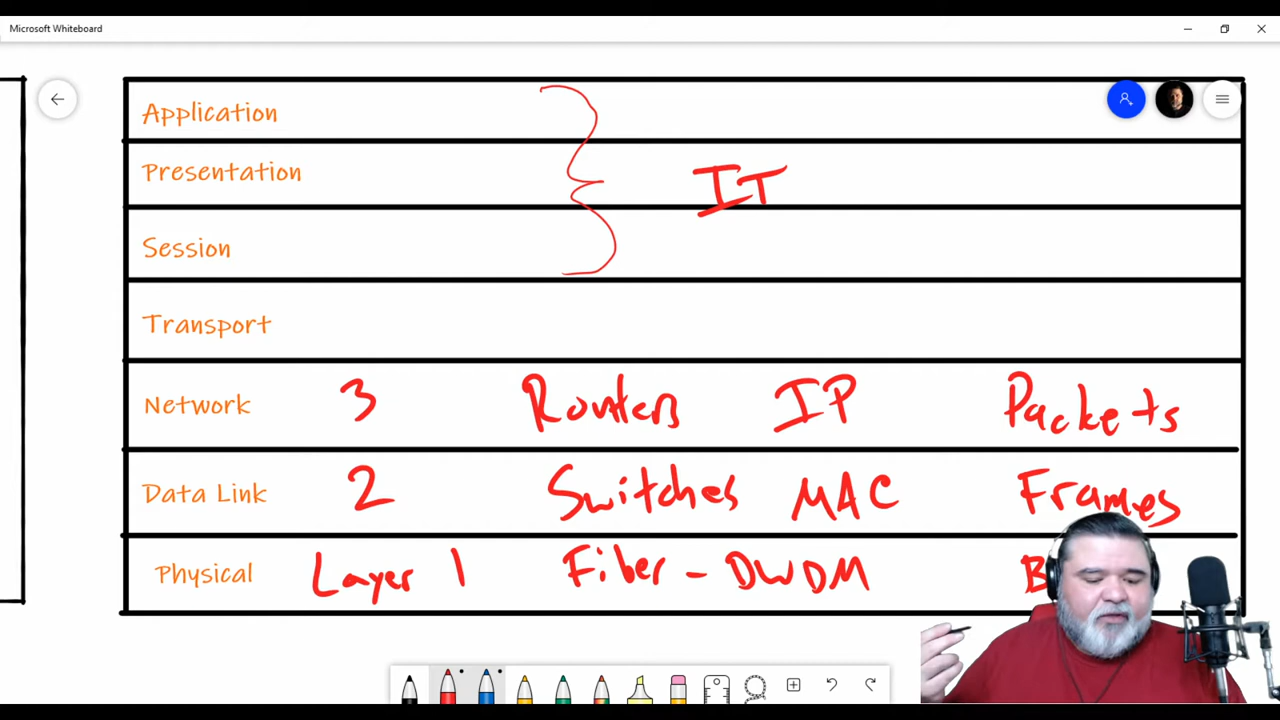 Microsoft Whiteboard
Application
Presentation
IT
Session
Transport
Network 3 Routers IP Packets
Data Link 2 Switches MAC Frames
Physical Layer 1 Fiber - DWDM